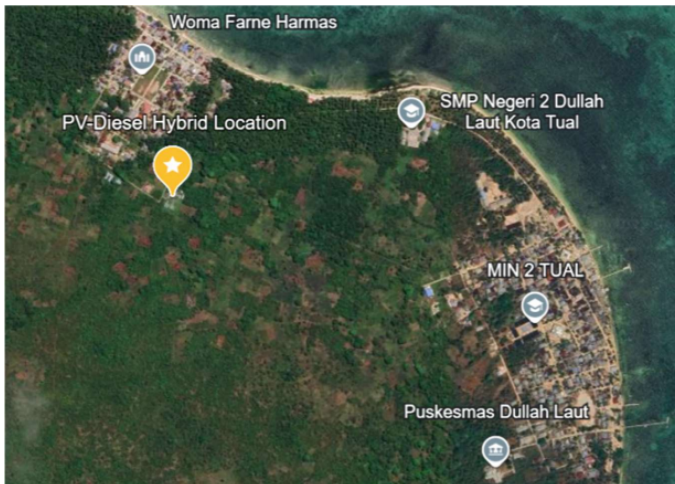 Woma Farne Harmas
SMP Negeri 2 Dullah
Laut Kota Tual
PV-Diesel Hybrid Location
MIN 2 TUAL
Puskesmas Dullah Laut